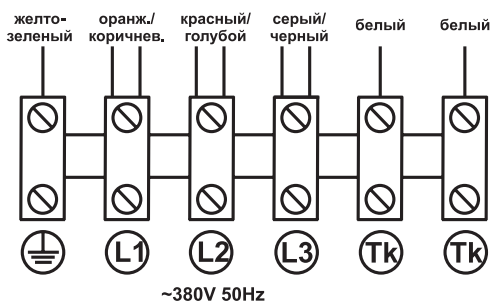 желто-
зеленый
оранж./
коричнев.
красный/
голубой
серый/
черный
белый
белый
L1
L2
L3
Tk
Tk
~380V 50Hz